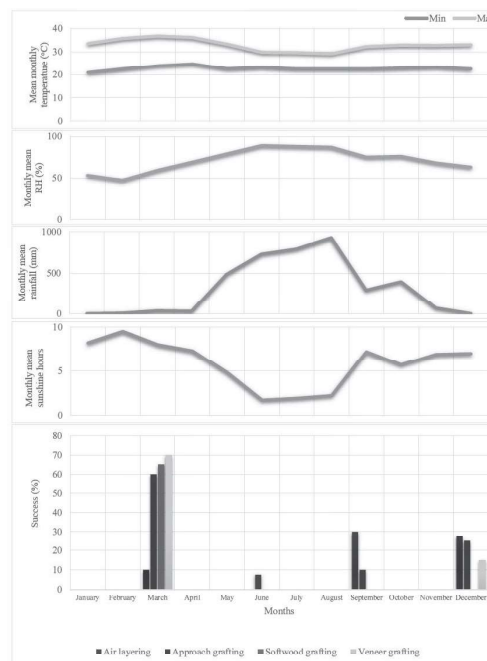 Min Ma
Mean monthly
temperatue (°C)
40
30
20
10
0
Monthly mean
RH (%)
100
50
0
Monthly mean
rainfall (mm)
1000
500
0
Monthly mean
sunshine hours
10
5
0
Success (%)
80
70
60
50
40
30
20
10
0
January February March April May June July August September October November December
Months
Air layering Approach grafting Softwood grafting Veneer grafting